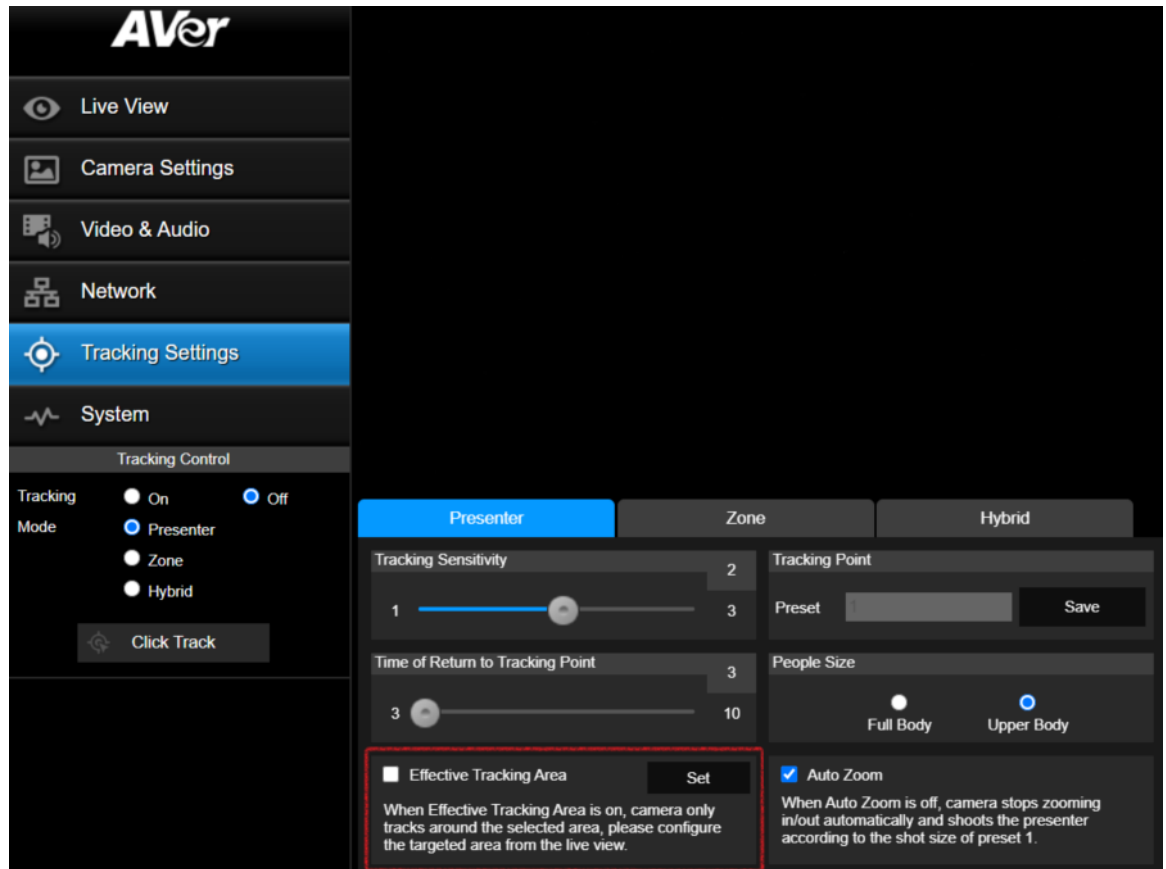 AVer
Live View
Camera Settings
Video & Audio
Network
Tracking Settings
System
Tracking Control
Tracking On Off
Mode Presenter
Zone
Hybrid
Click Track
Presenter Zone Hybrid
Tracking Sensitivity 2
1 3
Tracking Point
Preset 1 Save
Time of Return to Tracking Point 3
3 10
People Size
Full Body Upper Body
Effective Tracking Area Set
When Effective Tracking Area is on, camera only
tracks around the selected area, please configure
the targeted area from the live view.
Auto Zoom
When Auto Zoom is off, camera stops zooming
in/out automatically and shoots the presenter
according to the shot size of preset 1.